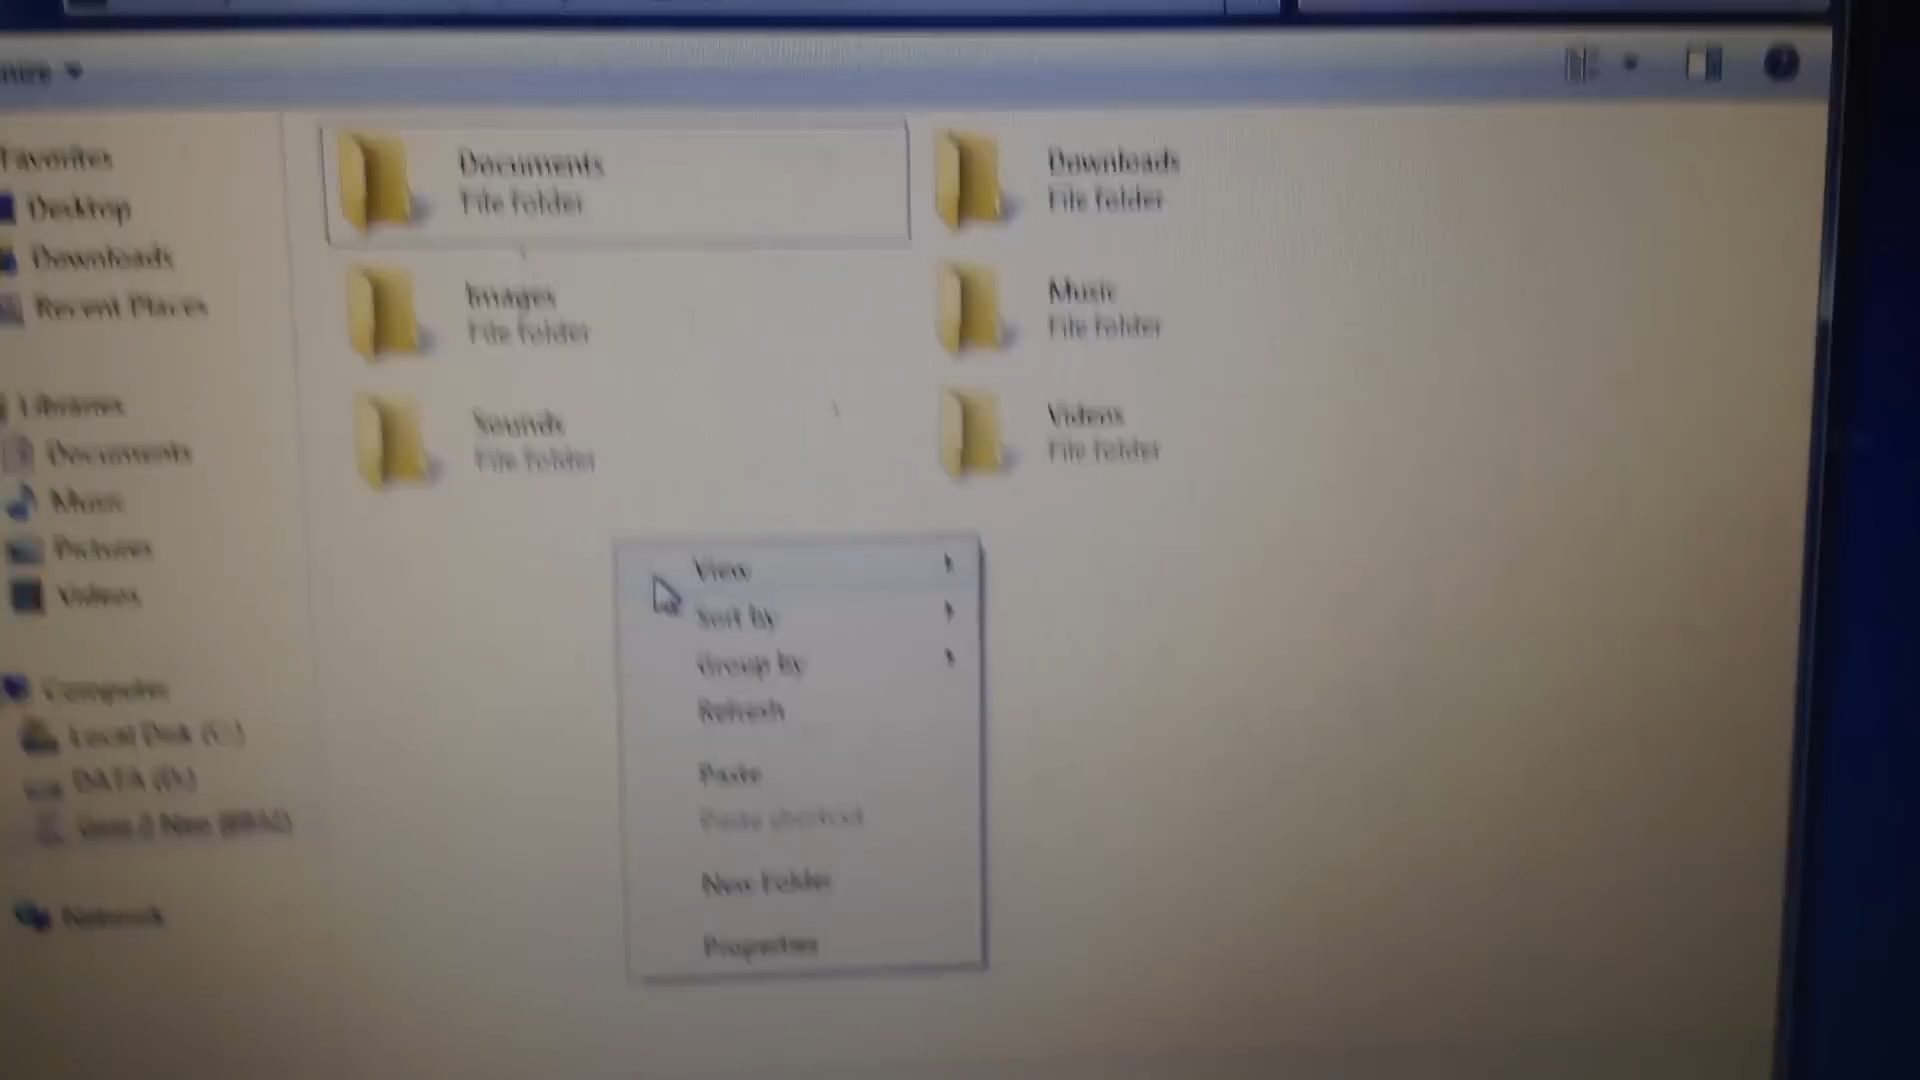 Favorites
Desktop
Downloads
Recent Places
Libraries
Documents
Music
Pictures
Videos
Computer
Local Disk (C:)
DATA (D:)
Network
Documents
File folder
Downloads
File folder
Images
File folder
Music
File folder
Sounds
File folder
Videos
File folder
View
Sort by
Group by
Refresh
Paste
Paste shortcut
New Folder
Properties